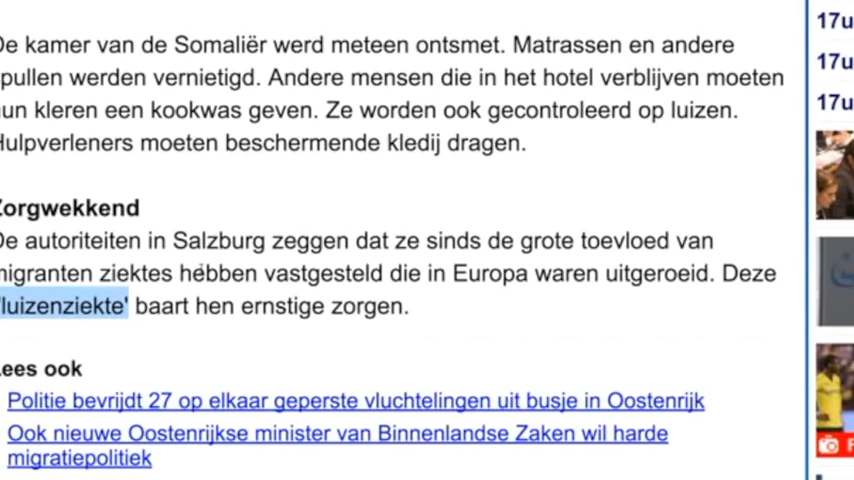 De kamer van de Somaliër werd meteen ontsmet. Matrassen en andere
spullen werden vernietigd. Andere mensen die in het hotel verblijven moeten
hun kleren een kookwas geven. Ze worden ook gecontroleerd op luizen.
Hulpverleners moeten beschermende kledij dragen.
Zorgwekkend
De autoriteiten in Salzburg zeggen dat ze sinds de grote toevloed van
migranten ziektes hebben vastgesteld die in Europa waren uitgeroeid. Deze
'luizenziekte' baart hen ernstige zorgen.
Lees ook
Politie bevrijdt 27 op elkaar geperste vluchtelingen uit busje in Oostenrijk
Ook nieuwe Oostenrijkse minister van Binnenlandse Zaken wil harde
migratiepolitiek
17u
17u
17u
F